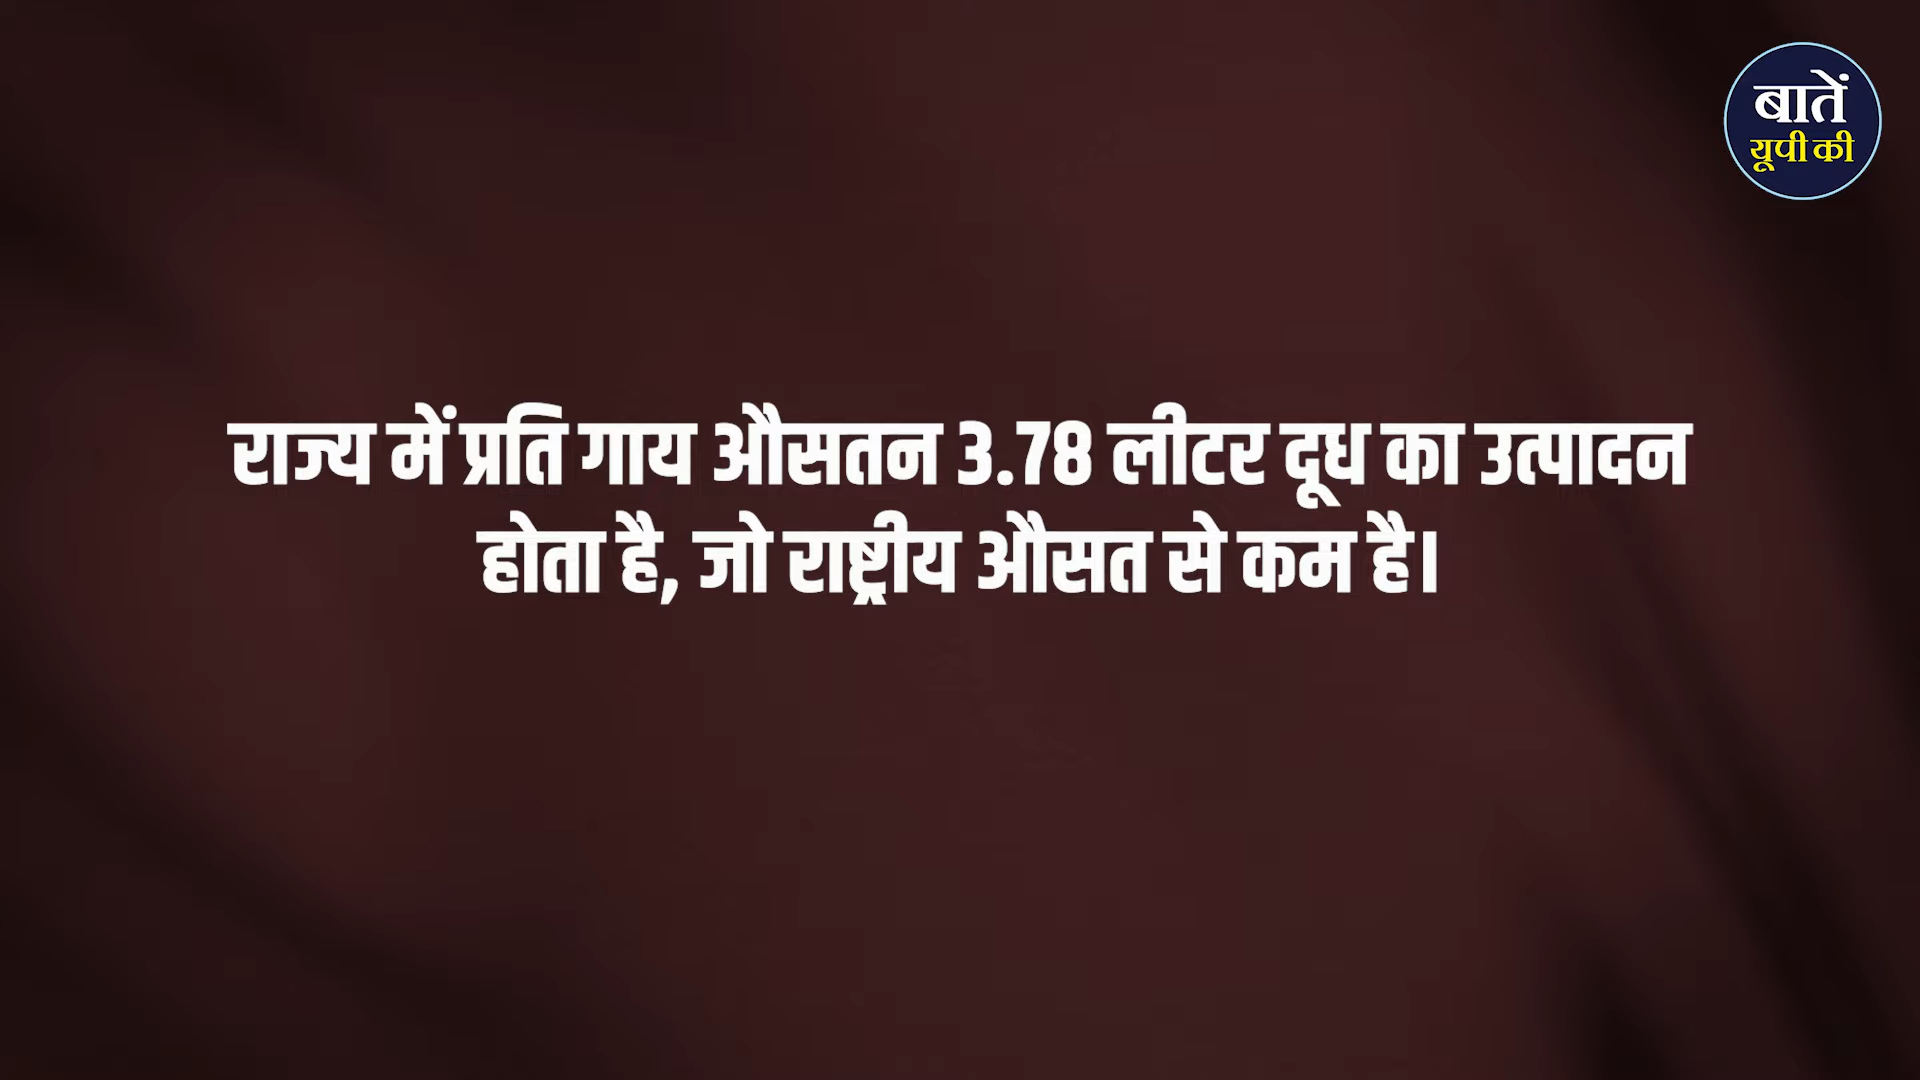 बातें
यूपी की
राज्य में प्रति गाय औसतन 3.78 लीटर दूध का उत्पादन
होता है, जो राष्ट्रीय औसत से कम है।